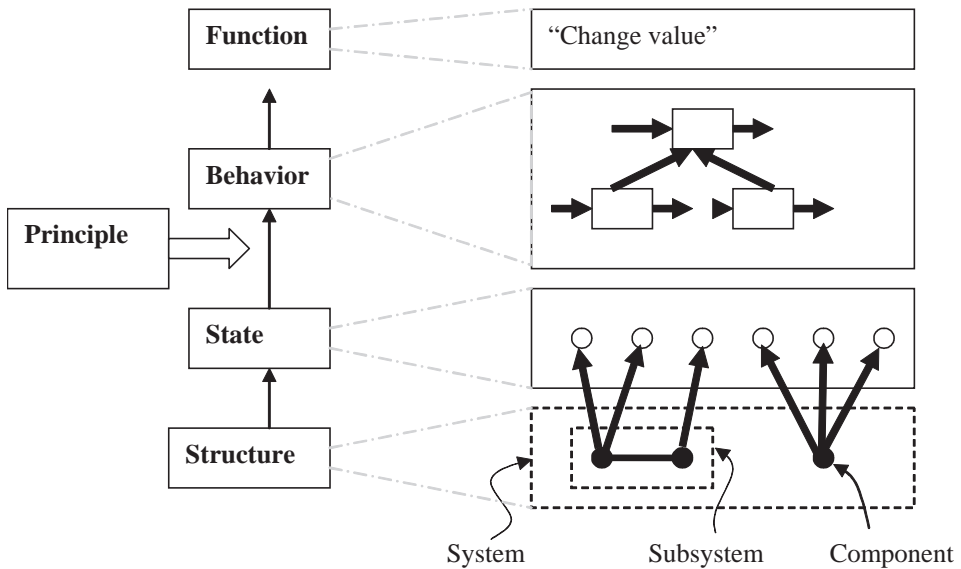 Function
“Change value”
Behavior
Principle
State
Structure
System
Subsystem
Component